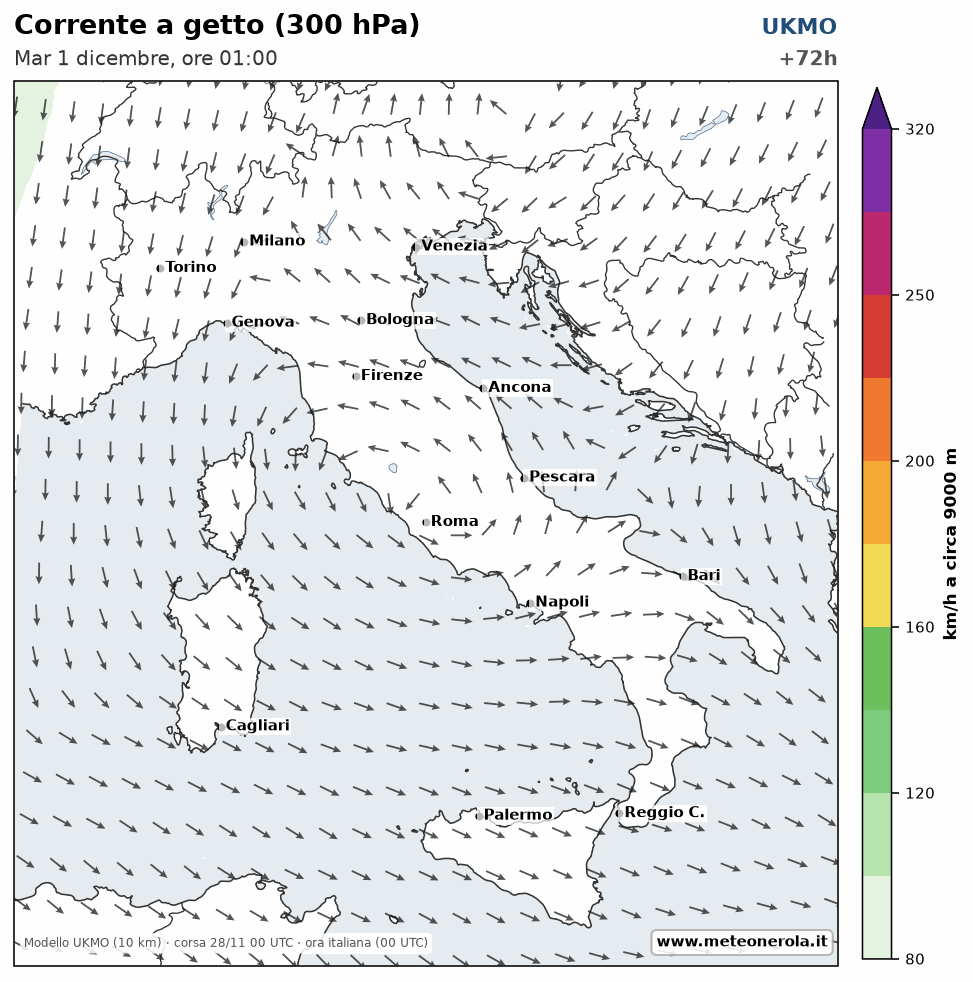 Corrente a getto (300 hPa)
UKMO
Mar 1 dicembre, ore 01:00
+72h
Milano
Venezia
Torino
Genova
Bologna
Firenze
Ancona
Pescara
Roma
Bari
Napoli
Cagliari
Palermo
Reggio C.
320
250
200
160
120
80
km/h a circa 9000 m
Modello UKMO (10 km) · corsa 28/11 00 UTC · ora italiana (00 UTC)
www.meteonerola.it